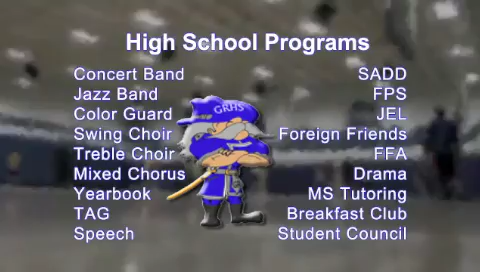 High School Programs
Concert Band
Jazz Band
Color Guard
Swing Choir
Treble Choir
Mixed Chorus
Yearbook
TAG
Speech
GRHS
SADD
FPS
JEL
Foreign Friends
FFA
Drama
MS Tutoring
Breakfast Club
Student Council